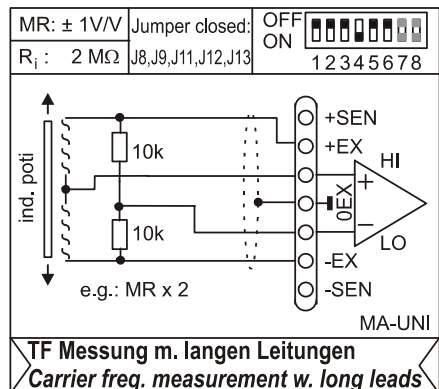 MR: ± 1V/V
Jumper closed:
OFF
ON
Rᵢ: 2 MΩ
J8,J9,J11,J12,J13
12345678
+SEN
+EX
HI
10k
+
ind. poti
0EX
10k
−
LO
-EX
e.g.: MR x 2
-SEN
MA-UNI
TF Messung m. langen Leitungen
Carrier freq. measurement w. long leads